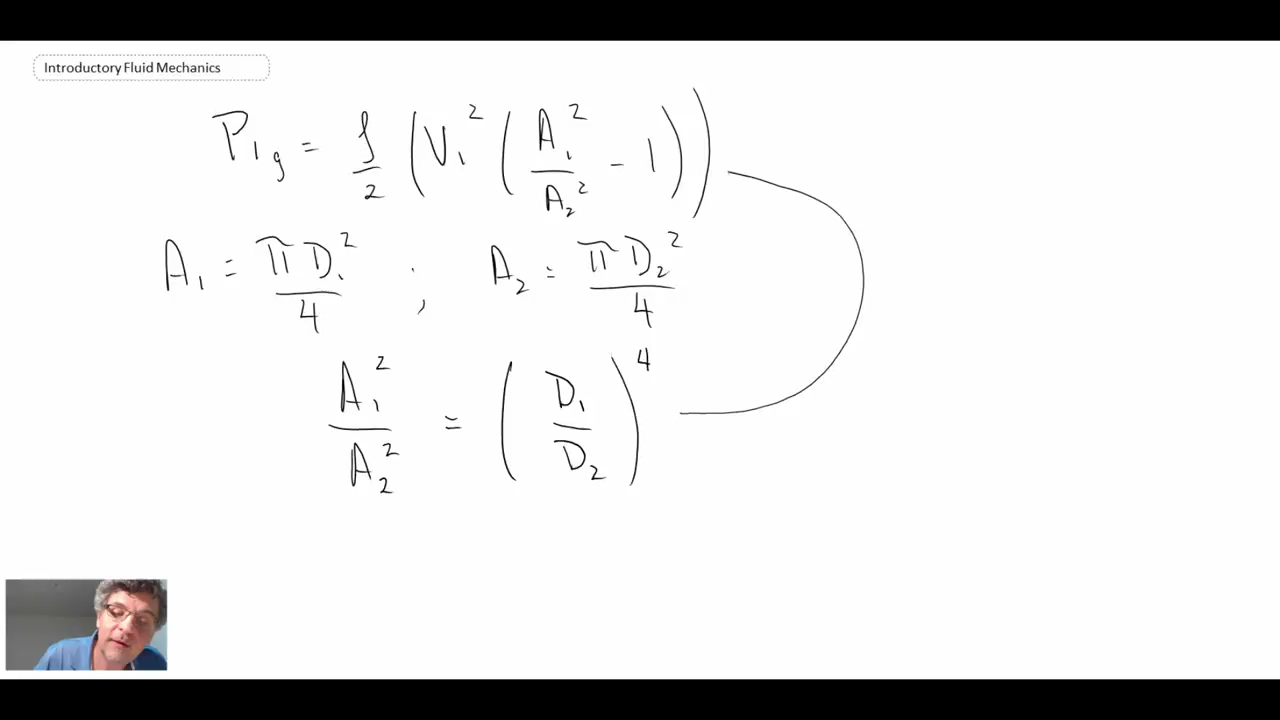 Introductory Fluid Mechanics
P₁g = ρ/2 (V₁² (A₁²/A₂² - 1))
A₁ = πD₁²/4 ; A₂ = πD₂²/4
A₁²/A₂² = (D₁/D₂)⁴